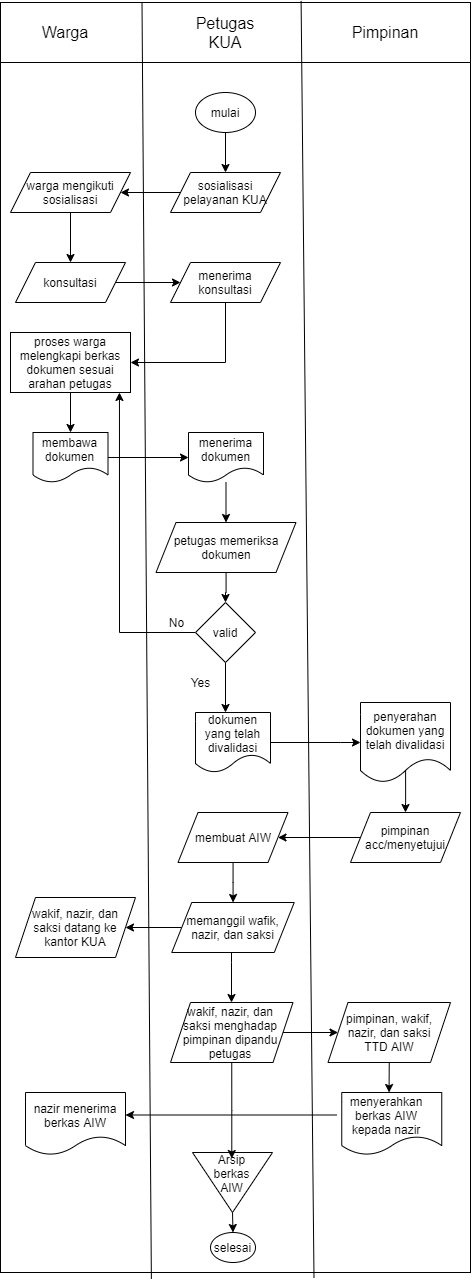 Warga
Petugas
KUA
Pimpinan
mulai
warga mengikuti
sosialisasi
sosialisasi
pelayanan KUA
konsultasi
menerima
konsultasi
proses warga
melengkapi berkas
dokumen sesuai
arahan petugas
membawa
dokumen
menerima
dokumen
petugas memeriksa
dokumen
valid
No
Yes
dokumen
yang telah
divalidasi
penyerahan
dokumen yang
telah divalidasi
pimpinan
acc/menyetujui
membuat AIW
memanggil wafik,
nazir, dan saksi
wakif, nazir, dan
saksi datang ke
kantor KUA
wakif, nazir, dan
saksi menghadap
pimpinan dipandu
petugas
pimpinan, wakif,
nazir, dan saksi
TTD AIW
menyerahkan
berkas AIW
kepada nazir
nazir menerima
berkas AIW
Arsip
berkas
AIW
selesai